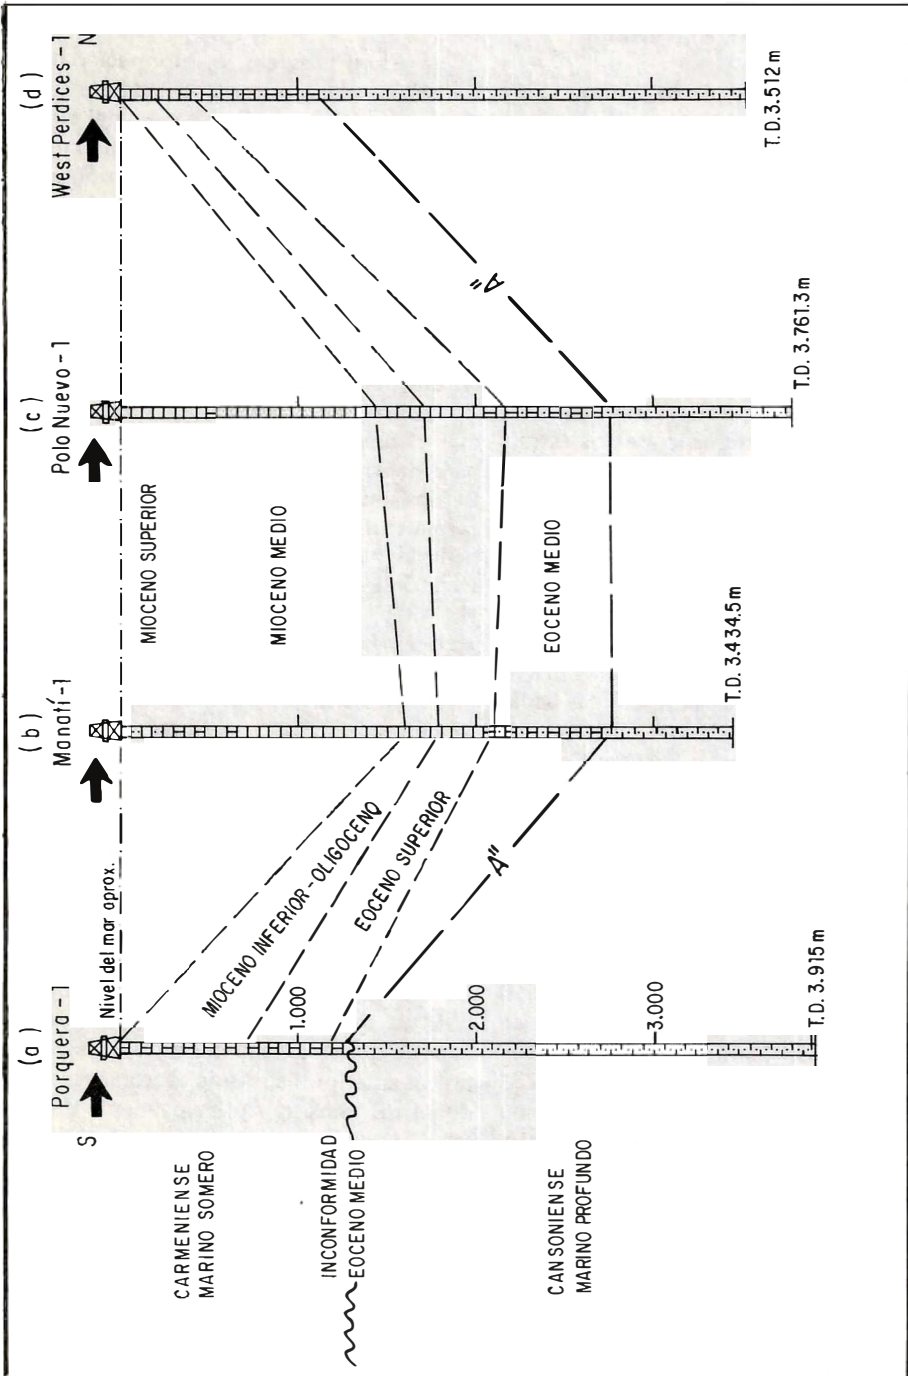 (a)
Porquera - 1
(b)
Manatí-1
(c)
Polo Nuevo - 1
(d)
West Perdices - 1
S
N
Nivel del mar aprox.
CARMENIENSE
MARINO SOMERO
INCONFORMIDAD
EOCENO MEDIO
CANSONIENSE
MARINO PROFUNDO
MIOCENO INFERIOR-OLIGOCENO
EOCENO SUPERIOR
A"
MIOCENO SUPERIOR
MIOCENO MEDIO
EOCENO MEDIO
A"
1.000
2.000
3.000
T.D. 3.915 m
T.D. 3.434.5 m
T.D. 3.761.3 m
T.D. 3.512 m